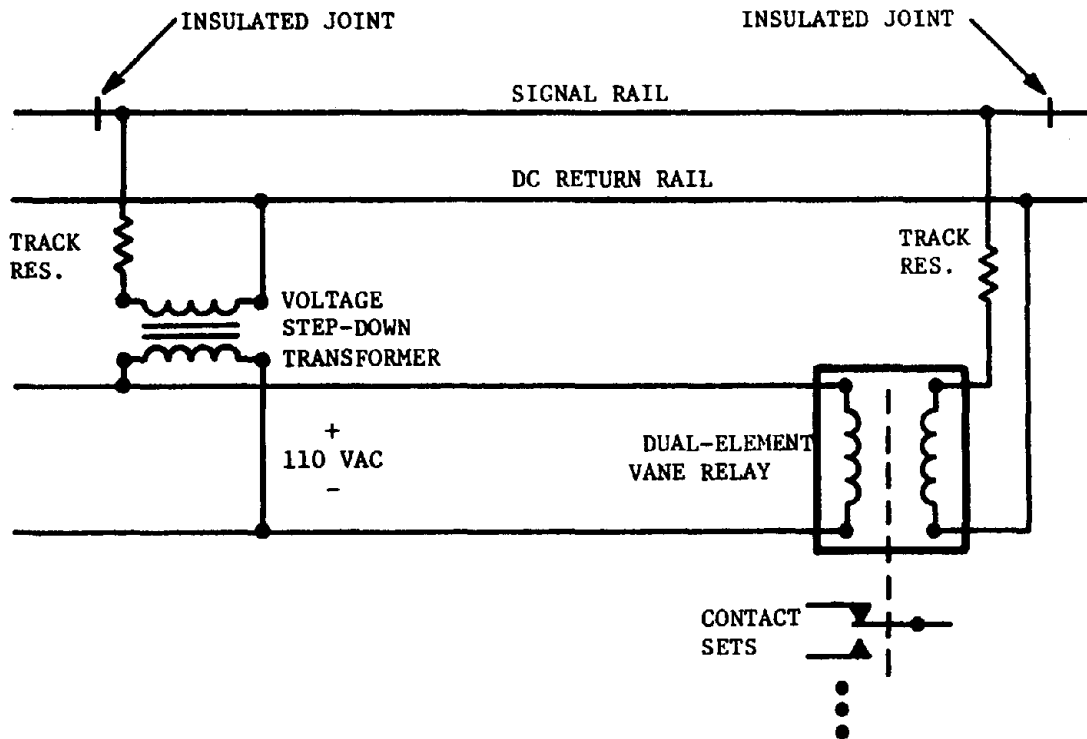 INSULATED JOINT
INSULATED JOINT
SIGNAL RAIL
DC RETURN RAIL
TRACK
RES.
TRACK
RES.
VOLTAGE
STEP-DOWN
TRANSFORMER
+
110 VAC
-
DUAL-ELEMENT
VANE RELAY
CONTACT
SETS